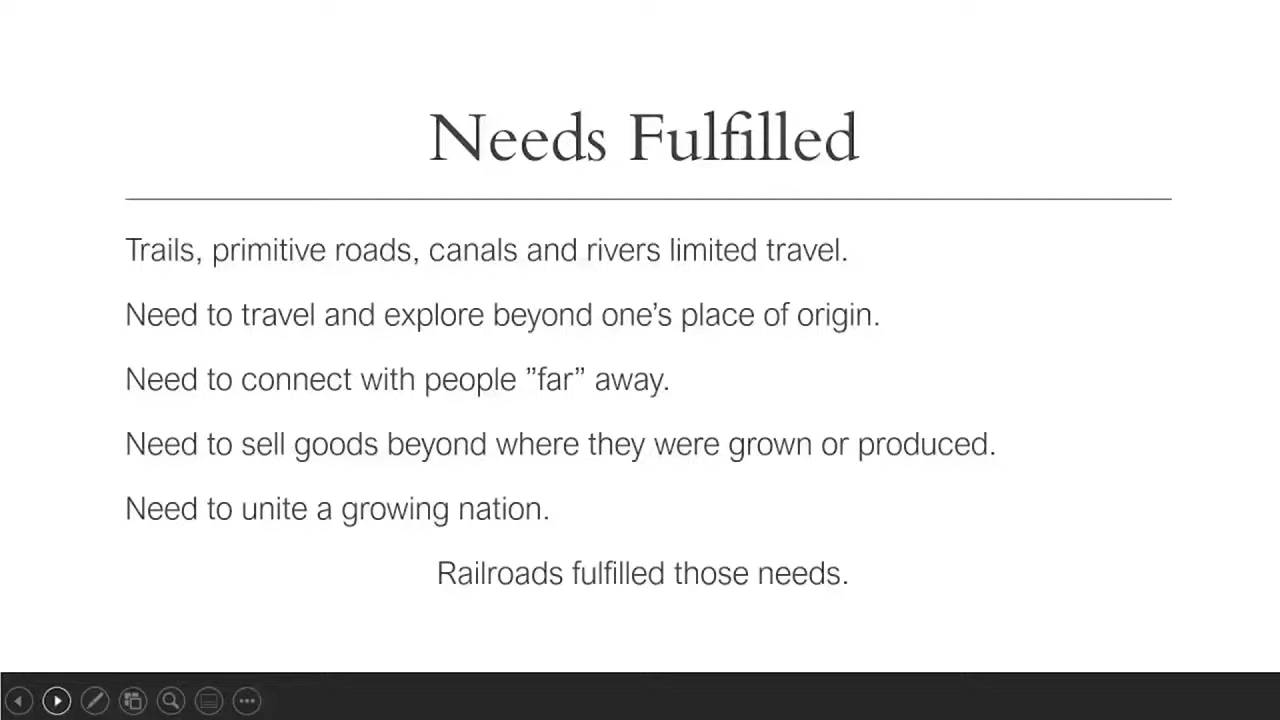 Needs Fulfilled
Trails, primitive roads, canals and rivers limited travel.
Need to travel and explore beyond one’s place of origin.
Need to connect with people ”far” away.
Need to sell goods beyond where they were grown or produced.
Need to unite a growing nation.
Railroads fulfilled those needs.